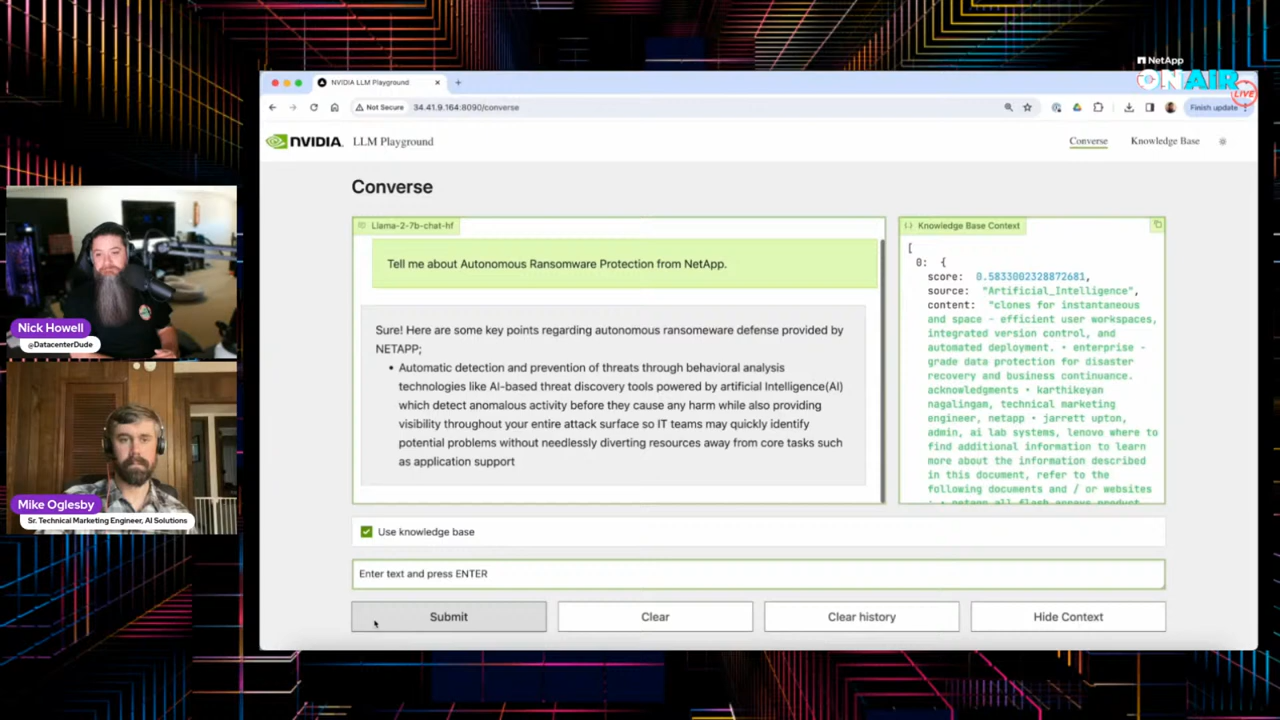 NetApp
ON AIR
LIVE
NVIDIA LLM Playground
Not Secure
34.41.9.164:8090/converse
Finish update
NVIDIA. LLM Playground
Converse
Knowledge Base
Converse
Llama-2-7b-chat-hf
Tell me about Autonomous Ransomware Protection from NetApp.
Sure! Here are some key points regarding autonomous ransomeware defense provided by
NETAPP;
• Automatic detection and prevention of threats through behavioral analysis
technologies like AI-based threat discovery tools powered by artificial Intelligence(AI)
which detect anomalous activity before they cause any harm while also providing
visibility throughout your entire attack surface so IT teams may quickly identify
potential problems without needlessly diverting resources away from core tasks such
as application support
Knowledge Base Context
[
0: {
score: 0.5833002328872681,
source: "Artificial_Intelligence",
content: "clones for instantaneous
and space - efficient user workspaces,
integrated version control, and
automated deployment. • enterprise -
grade data protection for disaster
recovery and business continuance.
acknowledgments • karthikeyan
nagalingam, technical marketing
engineer, netapp • jarrett upton,
admin, ai lab systems, lenovo where to
find additional information to learn
more about the information described
in this document, refer to the
following documents and / or websites
: • netapp all flash arrays product
Use knowledge base
Enter text and press ENTER
Submit
Clear
Clear history
Hide Context
Nick Howell
@DatacenterDude
Mike Oglesby
Sr. Technical Marketing Engineer, AI Solutions